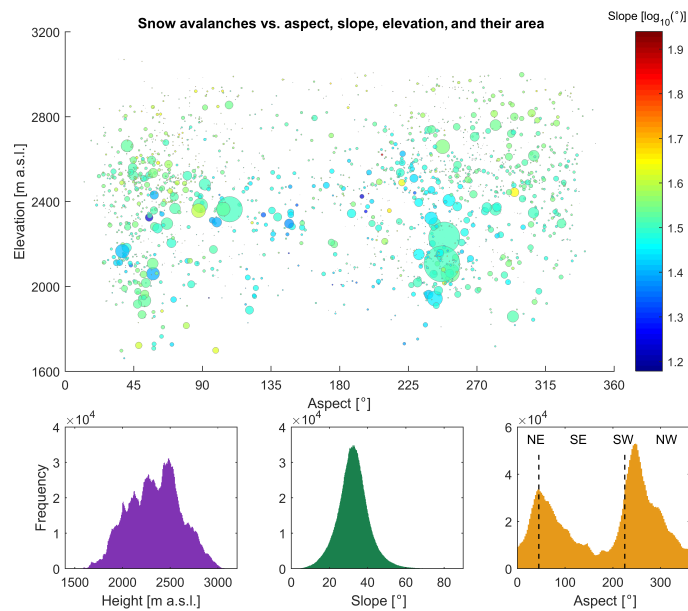 Snow avalanches vs. aspect, slope, elevation, and their area
Slope [log10(°)]
3200
2800
2400
2000
1600
Elevation [m a.s.l.]
0 45 90 135 180 225 270 315 360
Aspect [°]
1.9
1.8
1.7
1.6
1.5
1.4
1.3
1.2
×10^4
4
3
2
1
0
Frequency
1500 2000 2500 3000
Height [m a.s.l.]
×10^4
4
3
2
1
0
0 20 40 60 80
Slope [°]
×10^4
6
4
2
0
NE SE SW NW
0 100 200 300
Aspect [°]